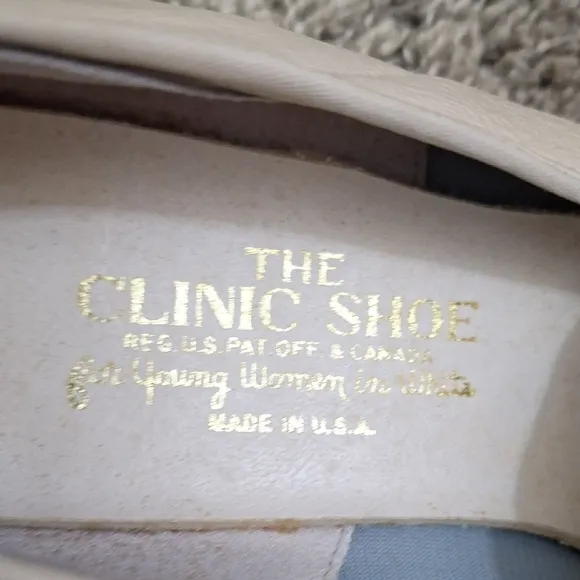 THE
CLINIC SHOE
REG. U.S. PAT. OFF. & CANADA
for Young Women in White
MADE IN U.S.A.